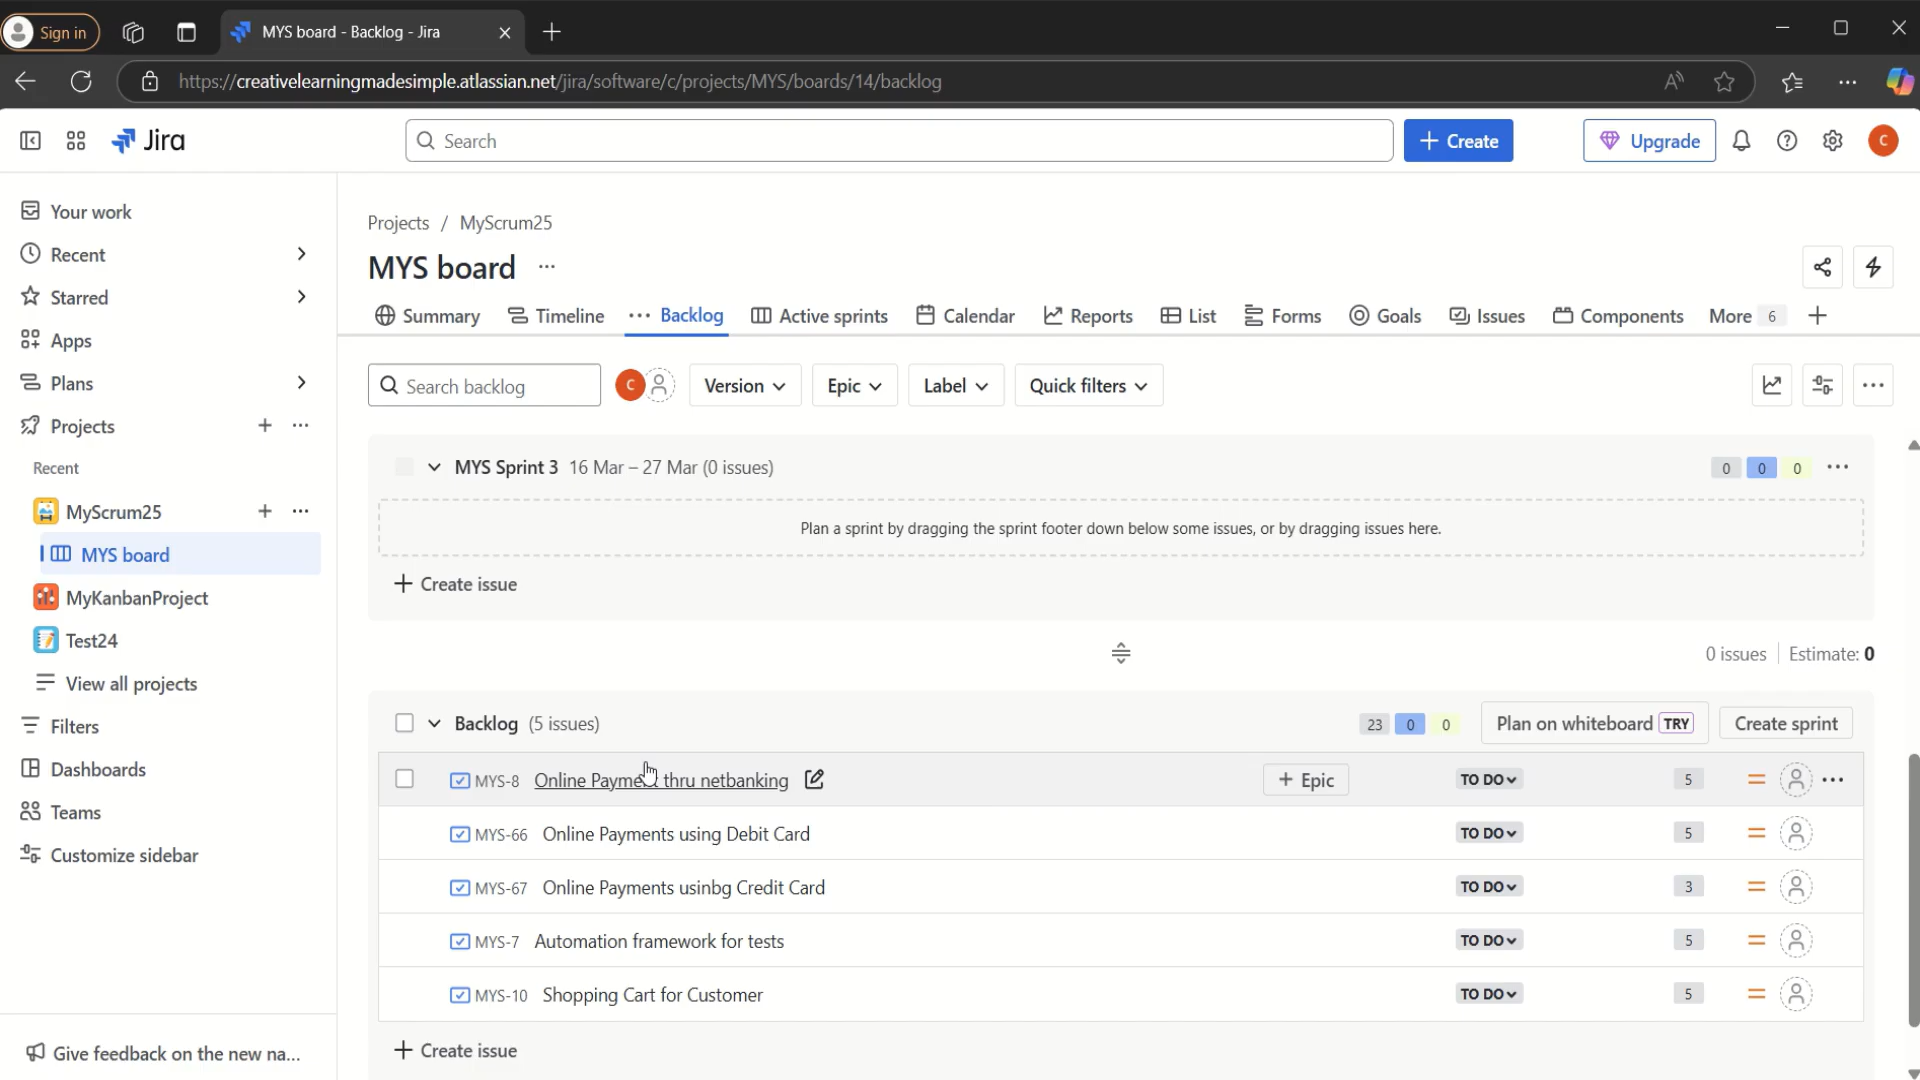 Sign in
MYS board - Backlog - Jira
https://creativelearningmadesimple.atlassian.net/jira/software/c/projects/MYS/boards/14/backlog
Jira
Search
Create
Upgrade
C
Your work
Recent
Starred
Apps
Plans
Projects
Recent
MyScrum25
MYS board
MyKanbanProject
Test24
View all projects
Filters
Dashboards
Teams
Customize sidebar
Give feedback on the new na...
Projects / MyScrum25
MYS board
Summary Timeline Backlog Active sprints Calendar Reports List Forms Goals Issues Components More 6
Search backlog C Version Epic Label Quick filters
MYS Sprint 3 16 Mar – 27 Mar (0 issues) 0 0 0
Plan a sprint by dragging the sprint footer down below some issues, or by dragging issues here.
+ Create issue
0 issues Estimate: 0
Backlog (5 issues) 23 0 0 Plan on whiteboard TRY Create sprint
MYS-8 Online Payment thru netbanking + Epic TO DO 5
MYS-66 Online Payments using Debit Card TO DO 5
MYS-67 Online Payments usinbg Credit Card TO DO 3
MYS-7 Automation framework for tests TO DO 5
MYS-10 Shopping Cart for Customer TO DO 5
+ Create issue